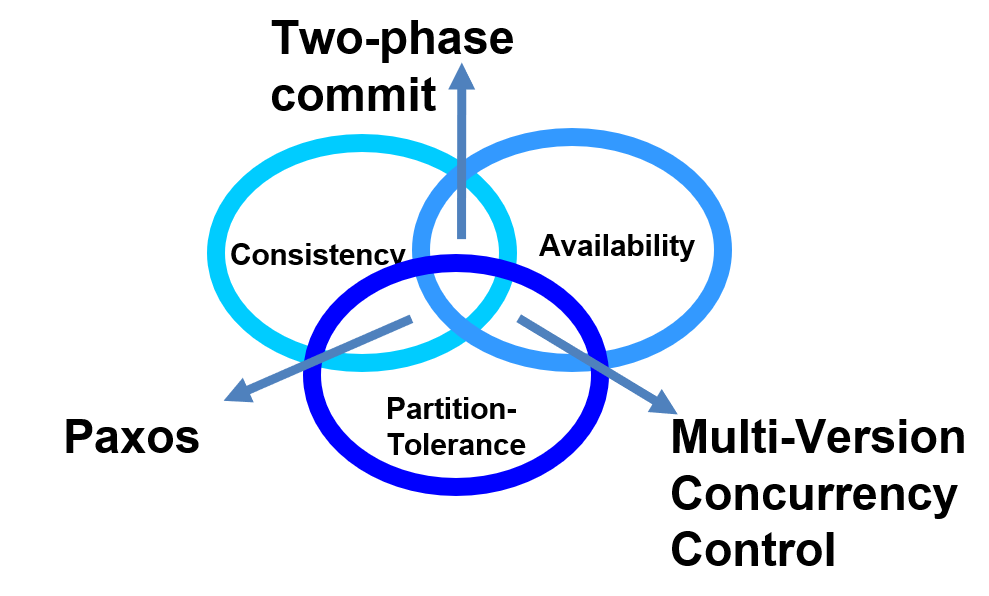 Two-phase
commit
Consistency
Availability
Partition-
Tolerance
Paxos
Multi-Version
Concurrency
Control